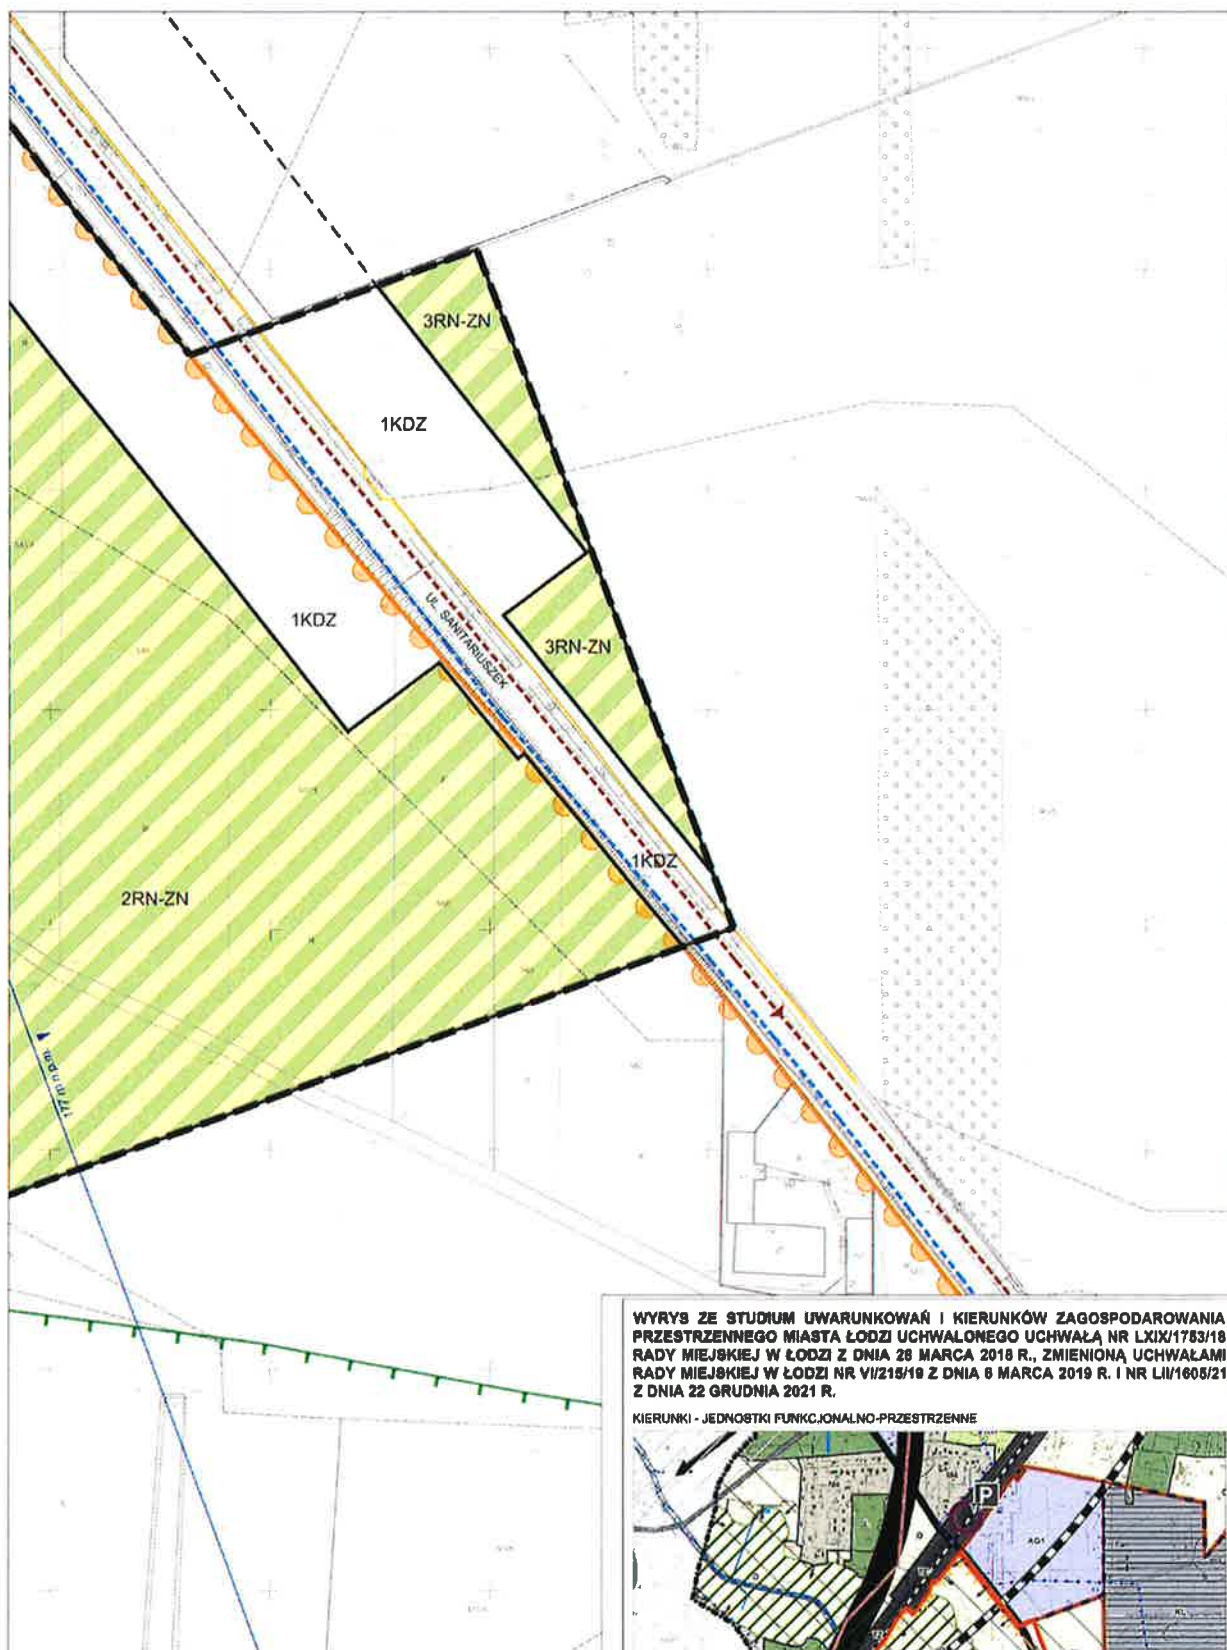 3RN-ZN
1KDZ
1KDZ
UL. SANITARIUSZEK
3RN-ZN
1KDZ
2RN-ZN
177 m n.p.m.
WYRYS ZE STUDIUM UWARUNKOWAŃ I KIERUNKÓW ZAGOSPODAROWANIA
PRZESTRZENNEGO MIASTA ŁODZI UCHWALONEGO UCHWAŁĄ NR LXIX/1753/18
RADY MIEJSKIEJ W ŁODZI Z DNIA 28 MARCA 2018 R., ZMIENIONĄ UCHWAŁAMI
RADY MIEJSKIEJ W ŁODZI NR VI/215/19 Z DNIA 6 MARCA 2019 R. I NR LII/1605/21
Z DNIA 22 GRUDNIA 2021 R.
KIERUNKI - JEDNOSTKI FUNKCJONALNO-PRZESTRZENNE
P
AG1